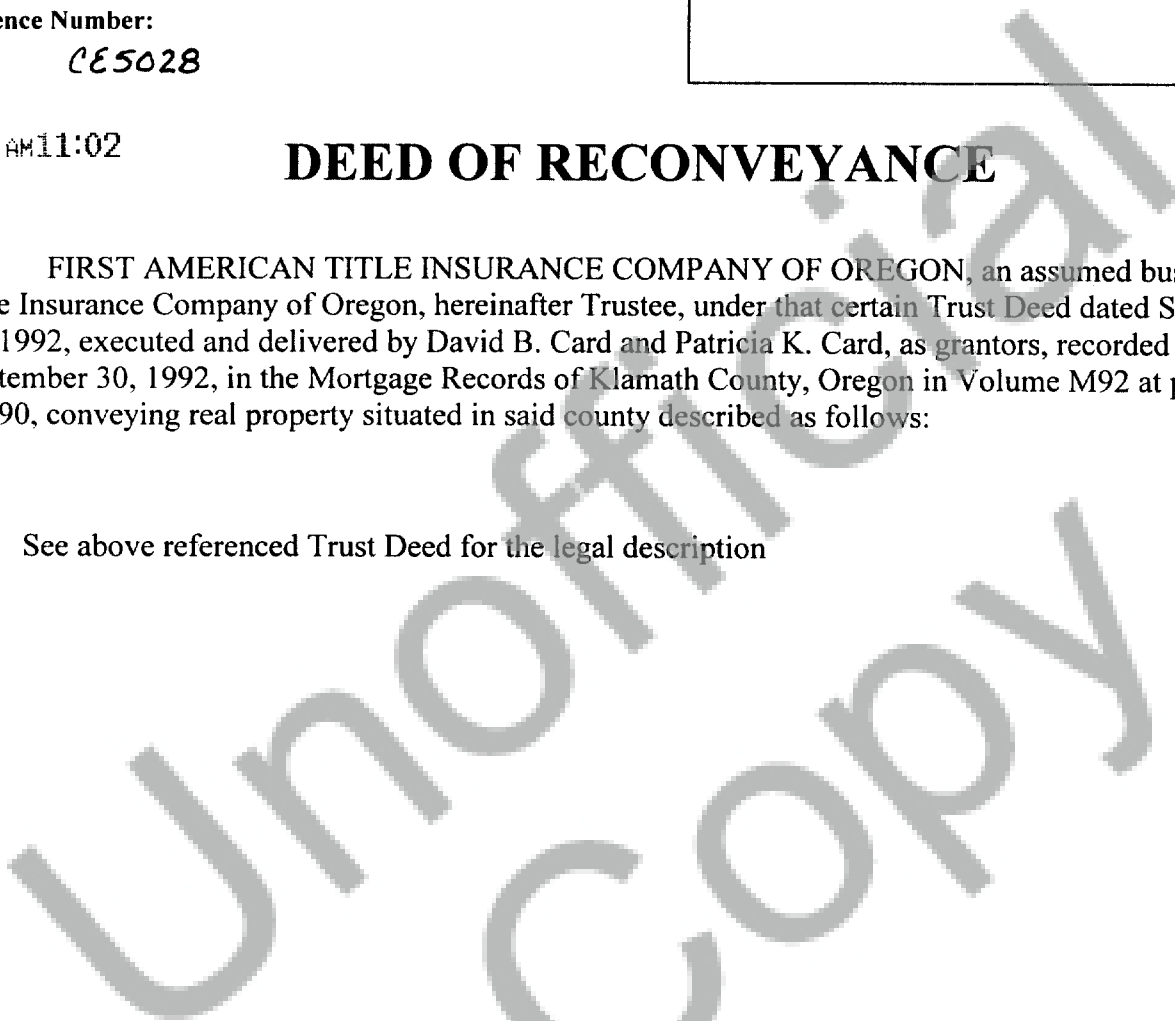 ence Number:
CE5028
AM11:02
DEED OF RECONVEYANCE
FIRST AMERICAN TITLE INSURANCE COMPANY OF OREGON, an assumed bus
e Insurance Company of Oregon, hereinafter Trustee, under that certain Trust Deed dated S
1992, executed and delivered by David B. Card and Patricia K. Card, as grantors, recorded
tember 30, 1992, in the Mortgage Records of Klamath County, Oregon in Volume M92 at p
90, conveying real property situated in said county described as follows:
See above referenced Trust Deed for the legal description
Unofficial
Copy